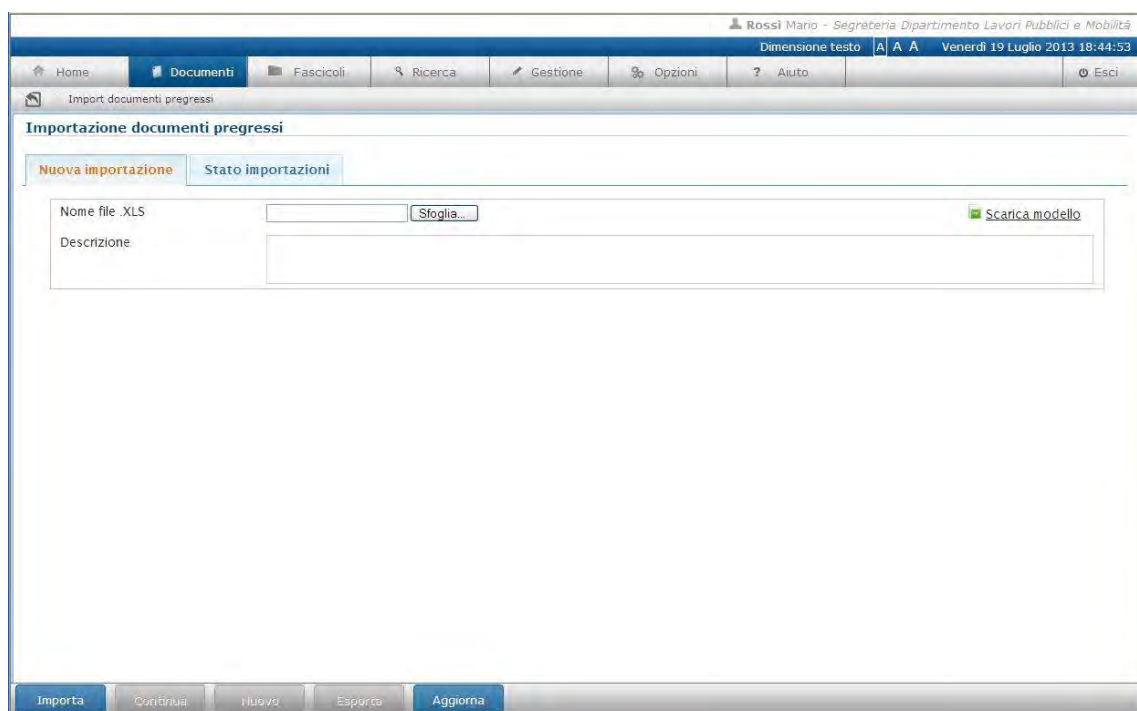 Rossi Mario - Segreteria Dipartimento Lavori Pubblici e Mobilità
Dimensione testo A A A Venerdì 19 Luglio 2013 18:44:53
Home Documenti Fascicoli Ricerca Gestione Opzioni ? Aiuto Esci
Import documenti pregressi
Importazione documenti pregressi
Nuova importazione Stato importazioni
Nome file .XLS Sfoglia... Scarica modello
Descrizione
Importa Continua Nuovo Esporta Aggiorna